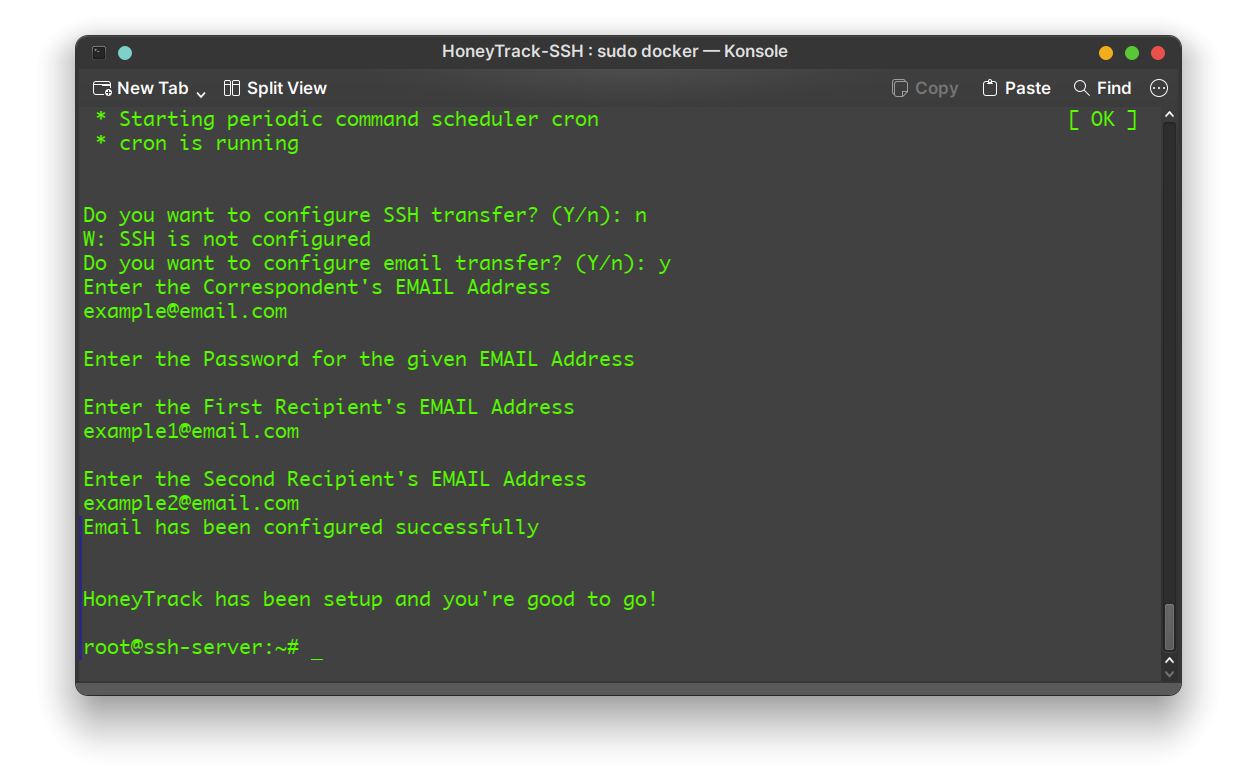 HoneyTrack-SSH : sudo docker — Konsole
New Tab Split View Copy Paste Find
* Starting periodic command scheduler cron [ OK ]
* cron is running
Do you want to configure SSH transfer? (Y/n): n
W: SSH is not configured
Do you want to configure email transfer? (Y/n): y
Enter the Correspondent's EMAIL Address
example@email.com
Enter the Password for the given EMAIL Address
Enter the First Recipient's EMAIL Address
example1@email.com
Enter the Second Recipient's EMAIL Address
example2@email.com
Email has been configured successfully
HoneyTrack has been setup and you're good to go!
root@ssh-server:~# _